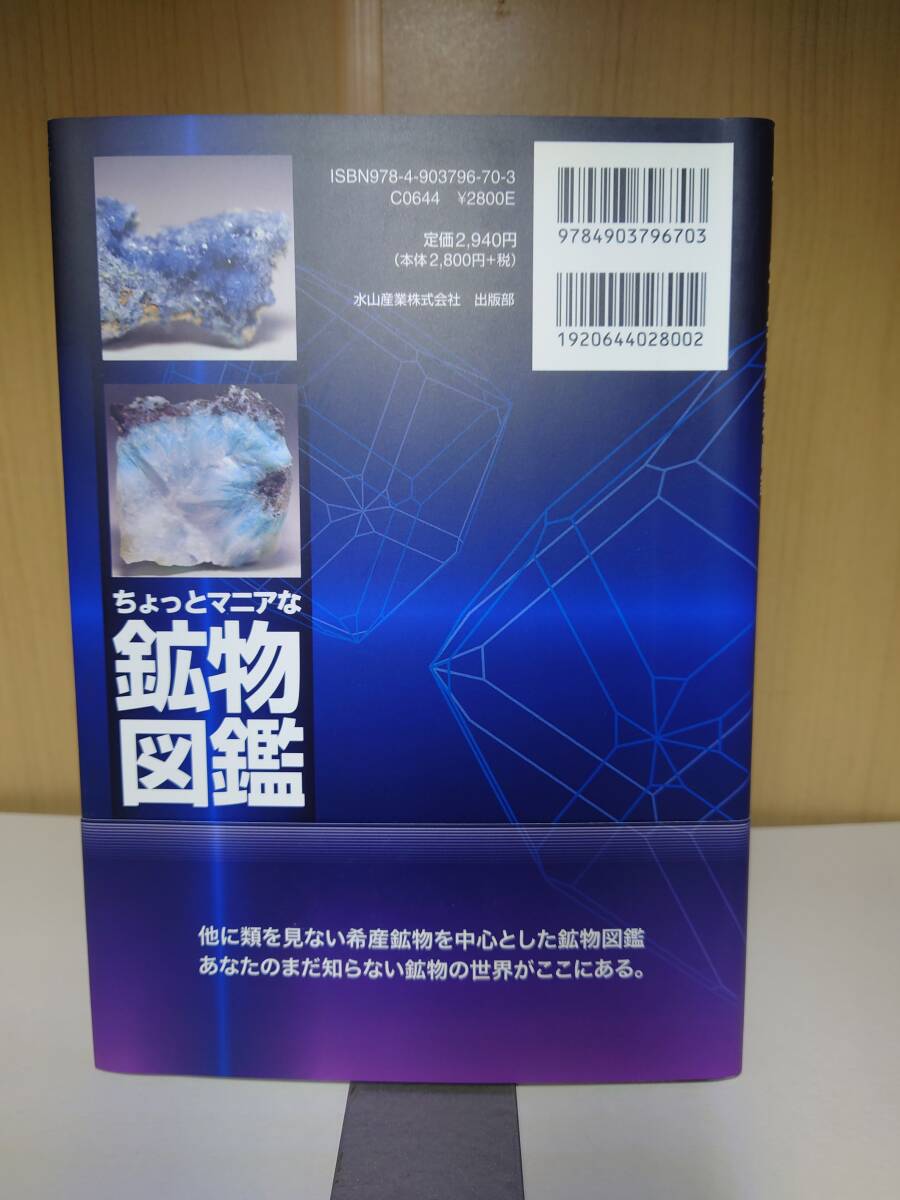 ISBN978-4-903796-70-3
C0644 ¥2800E
定価2,940円
(本体2,800円+税)
水山産業株式会社 出版部
9784903796703
1920644028002
ちょっとマニアな
鉱物
図鑑
他に類を見ない希産鉱物を中心とした鉱物図鑑
あなたのまだ知らない鉱物の世界がここにある。